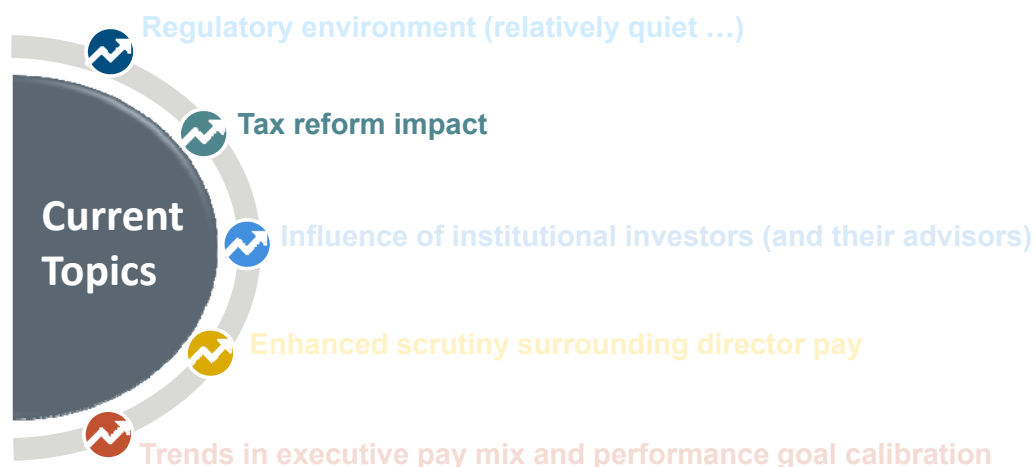 Regulatory environment (relatively quiet …)
Tax reform impact
Current
Topics
Influence of institutional investors (and their advisors)
Enhanced scrutiny surrounding director pay
Trends in executive pay mix and performance goal calibration